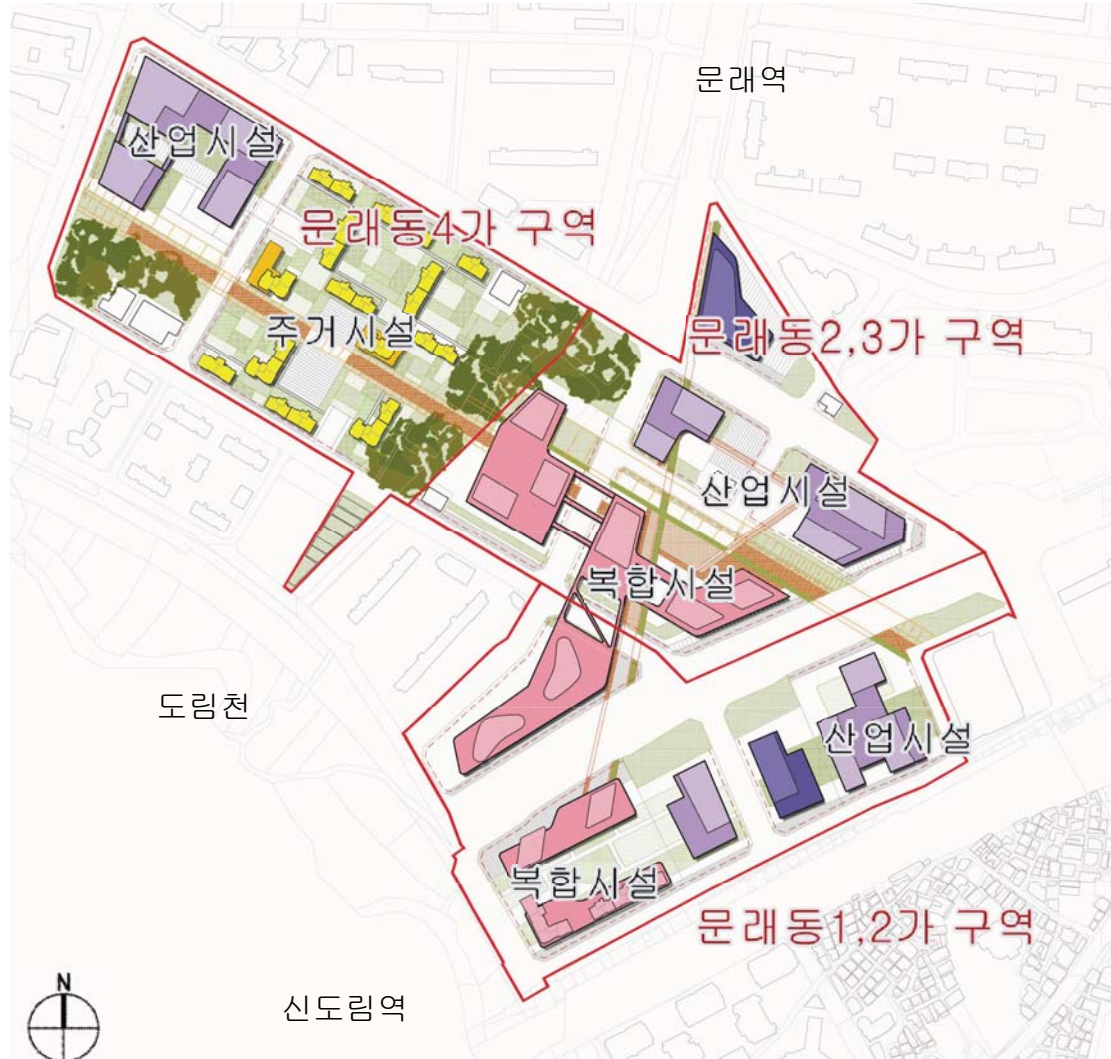 문래역
산업시설
문래동4가 구역
주거시설
문래동2,3가 구역
산업시설
복합시설
도림천
산업시설
복합시설
문래동1,2가 구역
N
신도림역